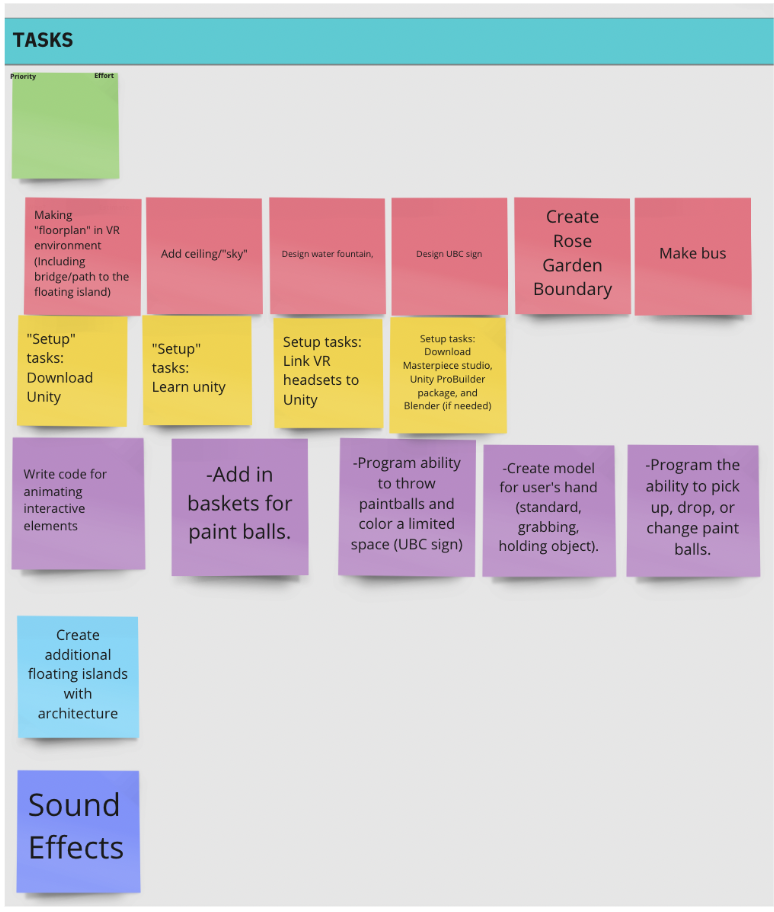 TASKS
Priority Effort
Making
"floorplan" in VR
environment
(Including
bridge/path to the
floating island)
Add ceiling/"sky"
Design water fountain,
Design UBC sign
Create
Rose
Garden
Boundary
Make bus
"Setup"
tasks:
Download
Unity
"Setup"
tasks:
Learn unity
Setup tasks:
Link VR
headsets to
Unity
Setup tasks:
Download
Masterpiece studio,
Unity ProBuilder
package, and
Blender (if needed)
Write code for
animating
interactive
elements
-Add in
baskets for
paint balls.
-Program ability
to throw
paintballs and
color a limited
space (UBC sign)
-Create model
for user's hand
(standard,
grabbing,
holding object).
-Program the
ability to pick
up, drop, or
change paint
balls.
Create
additional
floating islands
with
architecture
Sound
Effects